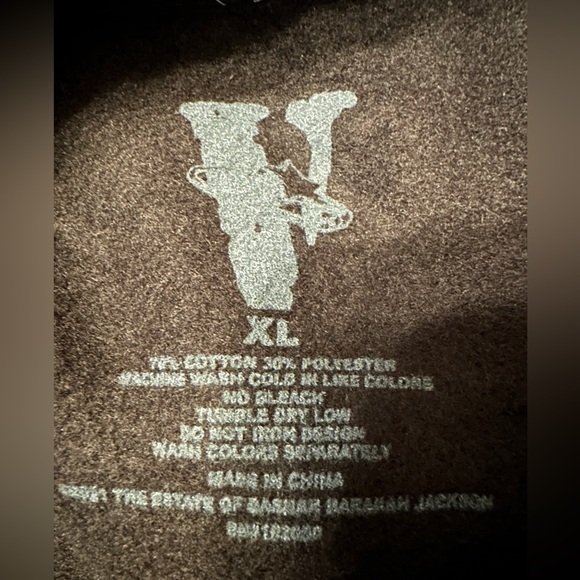 V
XL
70% COTTON 30% POLYESTER
MACHINE WASH COLD IN LIKE COLORS
NO BLEACH
TUMBLE DRY LOW
DO NOT IRON DESIGN
WASH COLORS SEPARATELY
MADE IN CHINA
THE ESTATE OF BASHAR BARAKAH JACKSON